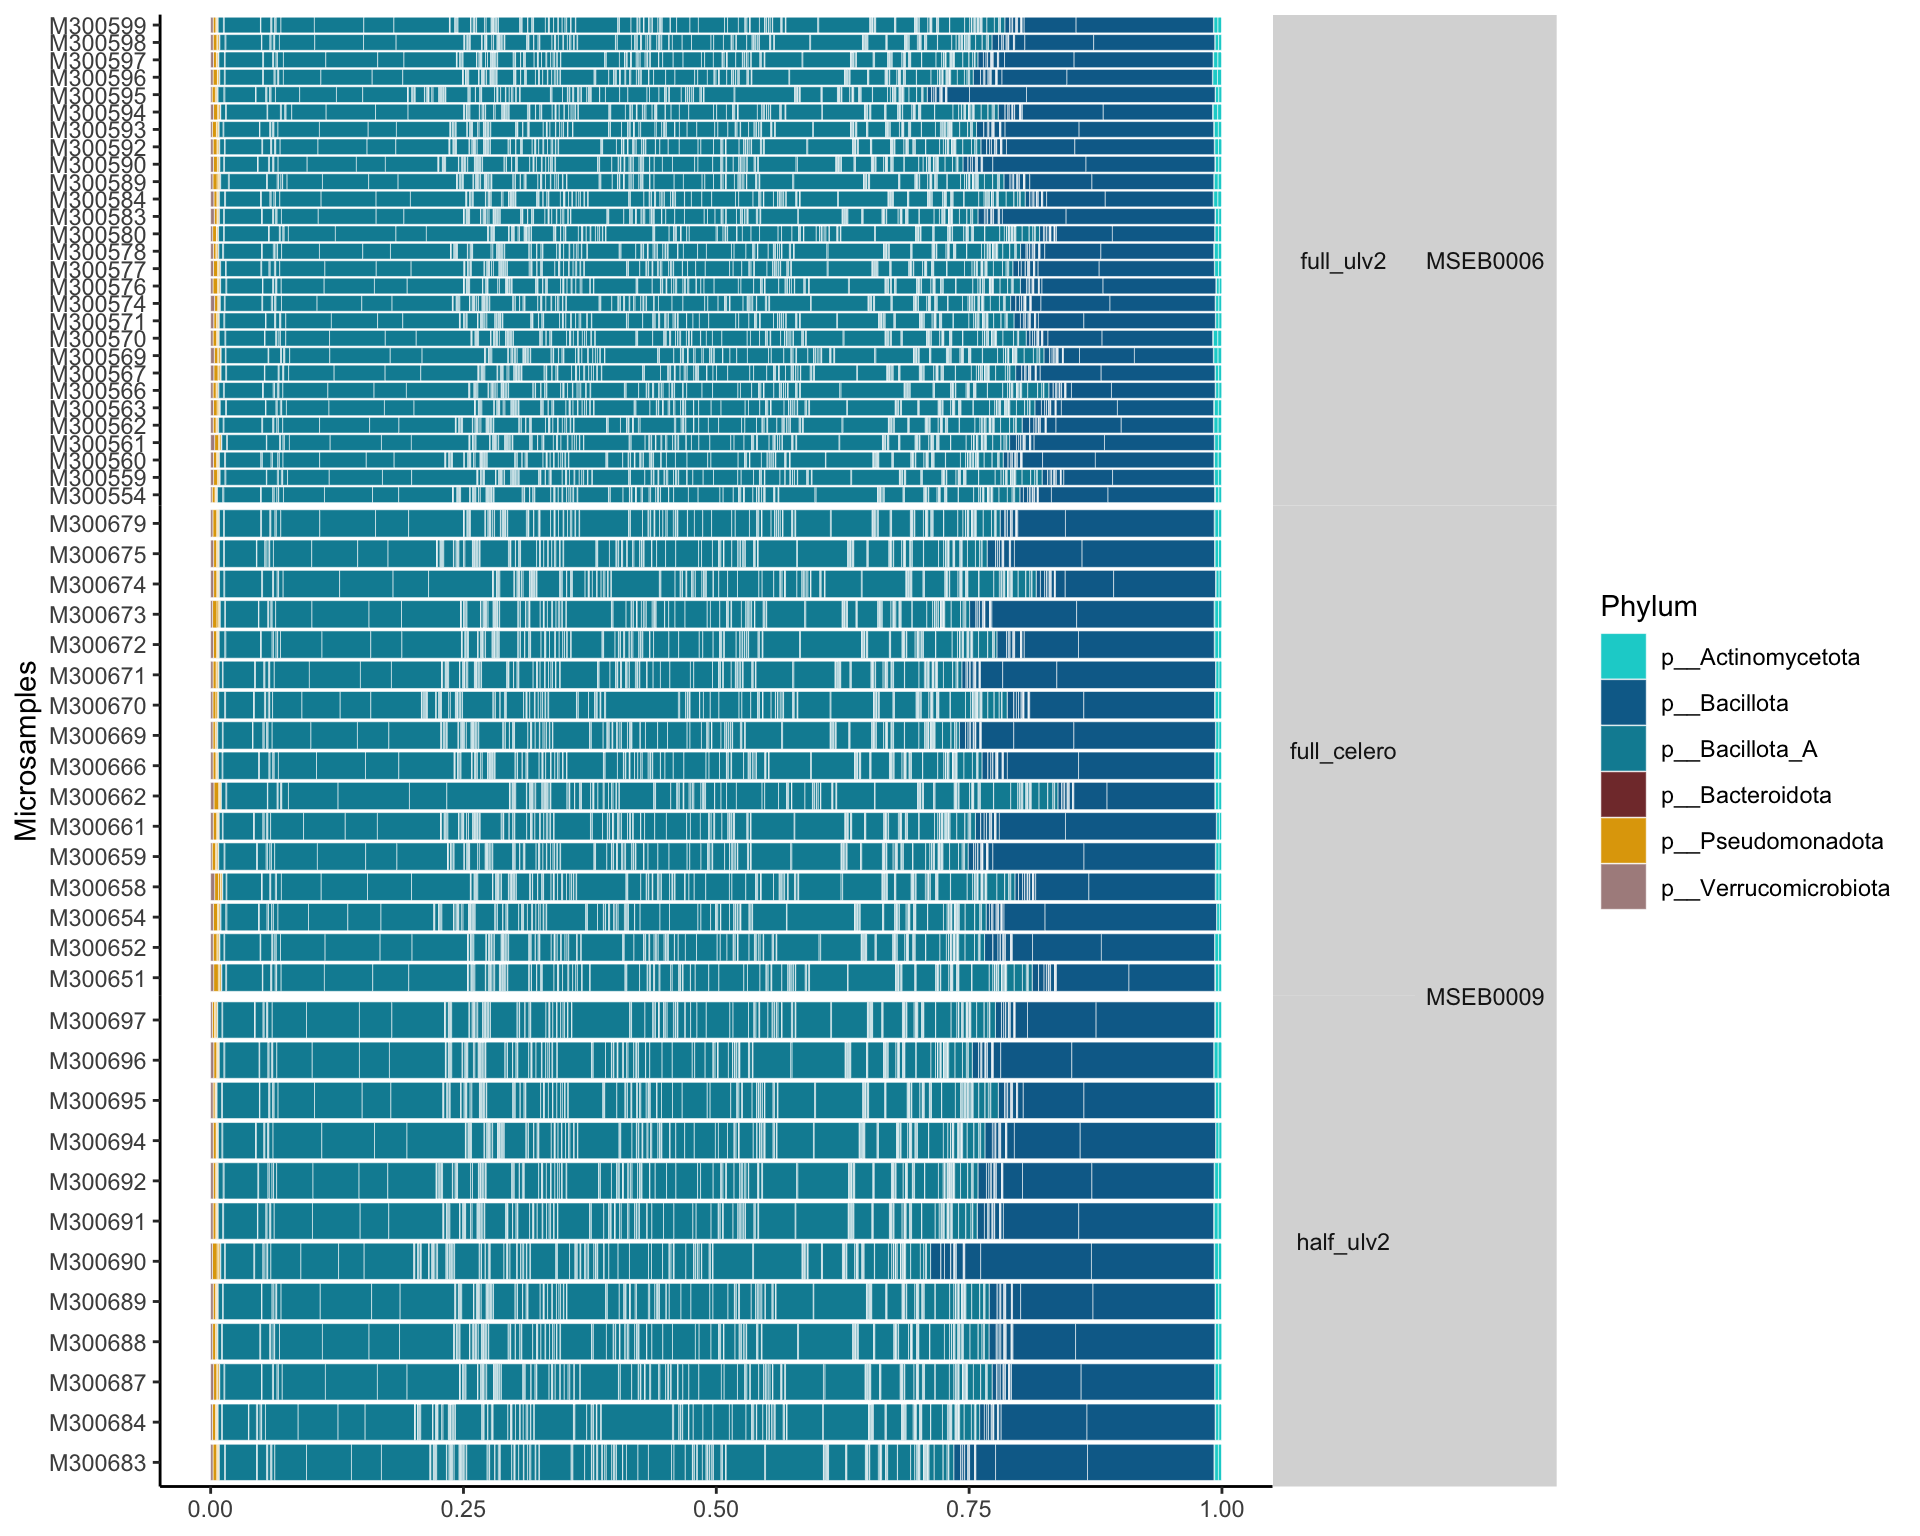 M300599
M300598
M300597
M300596
M300595
M300594
M300593
M300592
M300590
M300589
M300584
M300583
M300580
M300578
M300577
M300576
M300574
M300571
M300570
M300569
M300567
M300566
M300563
M300562
M300561
M300560
M300559
M300554
full_ulv2
MSEB0006
M300679
M300675
M300674
M300673
M300672
M300671
M300670
M300669
M300666
M300662
M300661
M300659
M300658
M300654
M300652
M300651
full_celero
MSEB0009
M300697
M300696
M300695
M300694
M300692
M300691
M300690
M300689
M300688
M300687
M300684
M300683
half_ulv2
Microsamples
0.00 0.25 0.50 0.75 1.00
Phylum
p__Actinomycetota
p__Bacillota
p__Bacillota_A
p__Bacteroidota
p__Pseudomonadota
p__Verrucomicrobiota